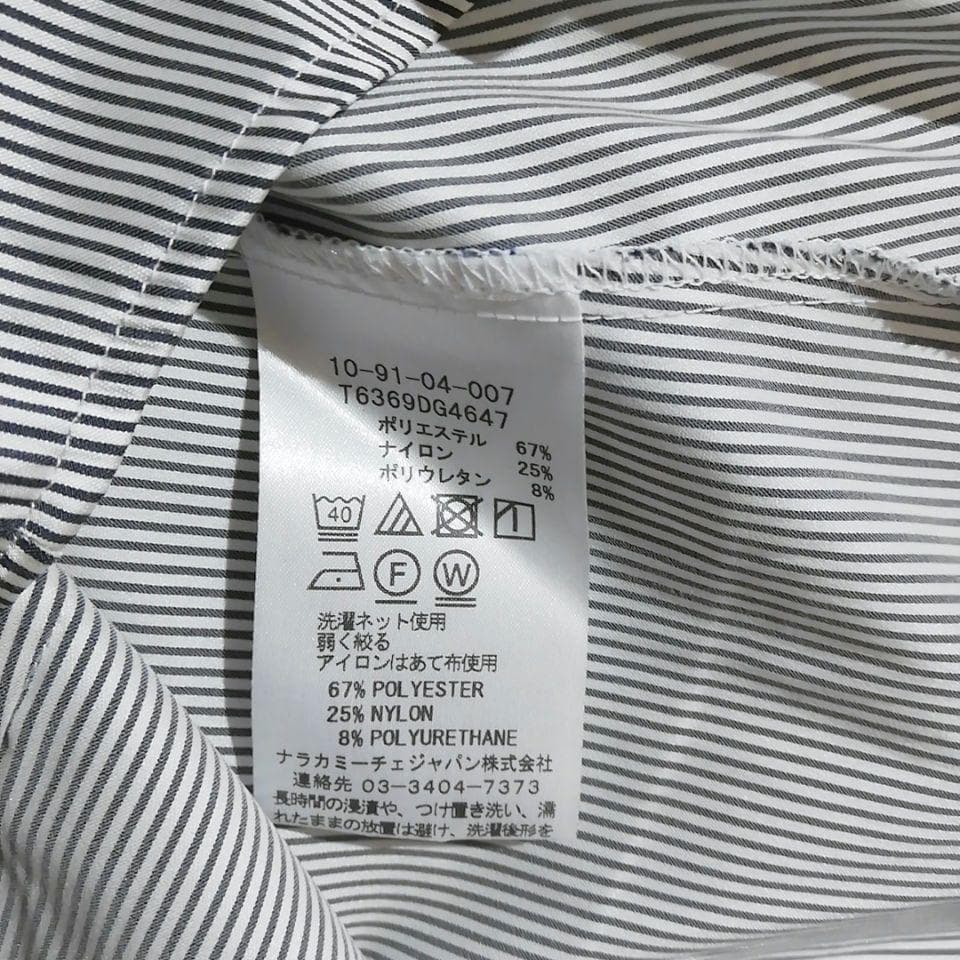 10-91-04-007
T6369DG4647
ポリエステル 67%
ナイロン 25%
ポリウレタン 8%
40
1
F W
洗濯ネット使用
弱く絞る
アイロンはあて布使用
67% POLYESTER
25% NYLON
8% POLYURETHANE
ナラカミーチェジャパン株式会社
連絡先 03-3404-7373
長時間の浸漬や、つけ置き洗い、濡
れたままの放置は避け、洗濯後形を